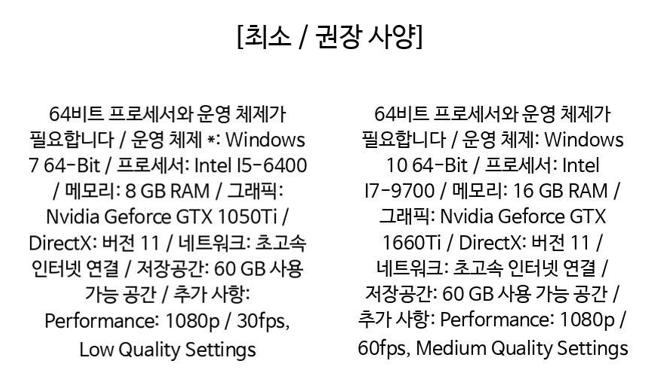 [최소 / 권장 사양]
64비트 프로세서와 운영 체제가
필요합니다 / 운영 체제 *: Windows
7 64-Bit / 프로세서: Intel I5-6400
/ 메모리: 8 GB RAM / 그래픽:
Nvidia Geforce GTX 1050Ti /
DirectX: 버전 11 / 네트워크: 초고속
인터넷 연결 / 저장공간: 60 GB 사용
가능 공간 / 추가 사항:
Performance: 1080p / 30fps,
Low Quality Settings
64비트 프로세서와 운영 체제가
필요합니다 / 운영 체제: Windows
10 64-Bit / 프로세서: Intel
I7-9700 / 메모리: 16 GB RAM /
그래픽: Nvidia Geforce GTX
1660Ti / DirectX: 버전 11 /
네트워크: 초고속 인터넷 연결 /
저장공간: 60 GB 사용 가능 공간 /
추가 사항: Performance: 1080p /
60fps, Medium Quality Settings